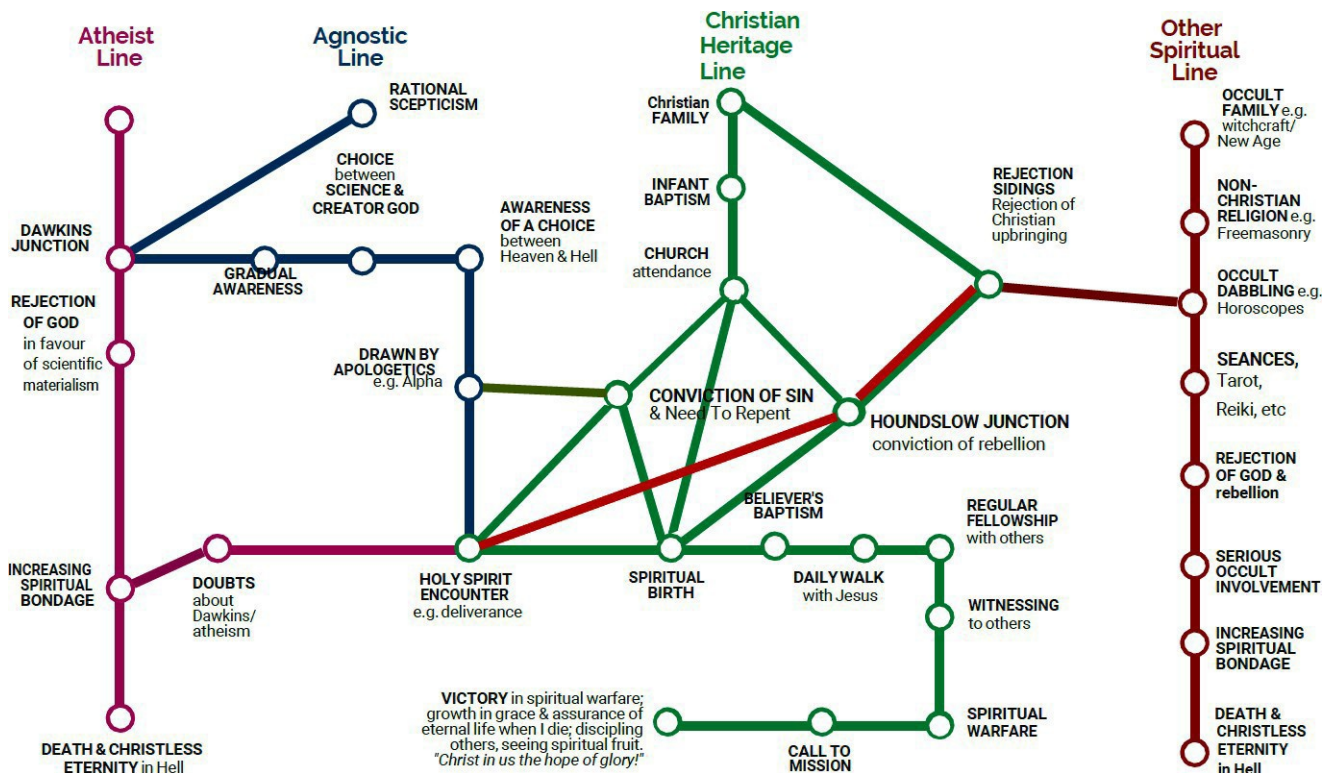 Atheist
Line
Agnostic
Line
Christian
Heritage
Line
Other
Spiritual
Line
RATIONAL
SCEPTICISM
CHOICE
between
SCIENCE &
CREATOR GOD
DAWKINS
JUNCTION
GRADUAL
AWARENESS
AWARENESS
OF A CHOICE
between
Heaven & Hell
REJECTION
OF GOD
in favour
of scientific
materialism
DRAWN BY
APOLOGETICS
e.g. Alpha
INCREASING
SPIRITUAL
BONDAGE
DOUBTS
about
Dawkins/
atheism
DEATH & CHRISTLESS
ETERNITY in Hell
Christian
FAMILY
INFANT
BAPTISM
CHURCH
attendance
CONVICTION OF SIN
& Need To Repent
REJECTION
SIDINGS
Rejection of
Christian
upbringing
HOUNDSLOW JUNCTION
conviction of rebellion
HOLY SPIRIT
ENCOUNTER
e.g. deliverance
SPIRITUAL
BIRTH
BELIEVER'S
BAPTISM
DAILY WALK
with Jesus
REGULAR
FELLOWSHIP
with others
WITNESSING
to others
SPIRITUAL
WARFARE
CALL TO
MISSION
VICTORY in spiritual warfare;
growth in grace & assurance of
eternal life when I die; discipling
others, seeing spiritual fruit.
"Christ in us the hope of glory!"
OCCULT
FAMILY e.g.
witchcraft/
New Age
NON-
CHRISTIAN
RELIGION e.g.
Freemasonry
OCCULT
DABBLING e.g.
Horoscopes
SEANCES,
Tarot,
Reiki, etc
REJECTION
OF GOD &
rebellion
SERIOUS
OCCULT
INVOLVEMENT
INCREASING
SPIRITUAL
BONDAGE
DEATH &
CHRISTLESS
ETERNITY
in Hell